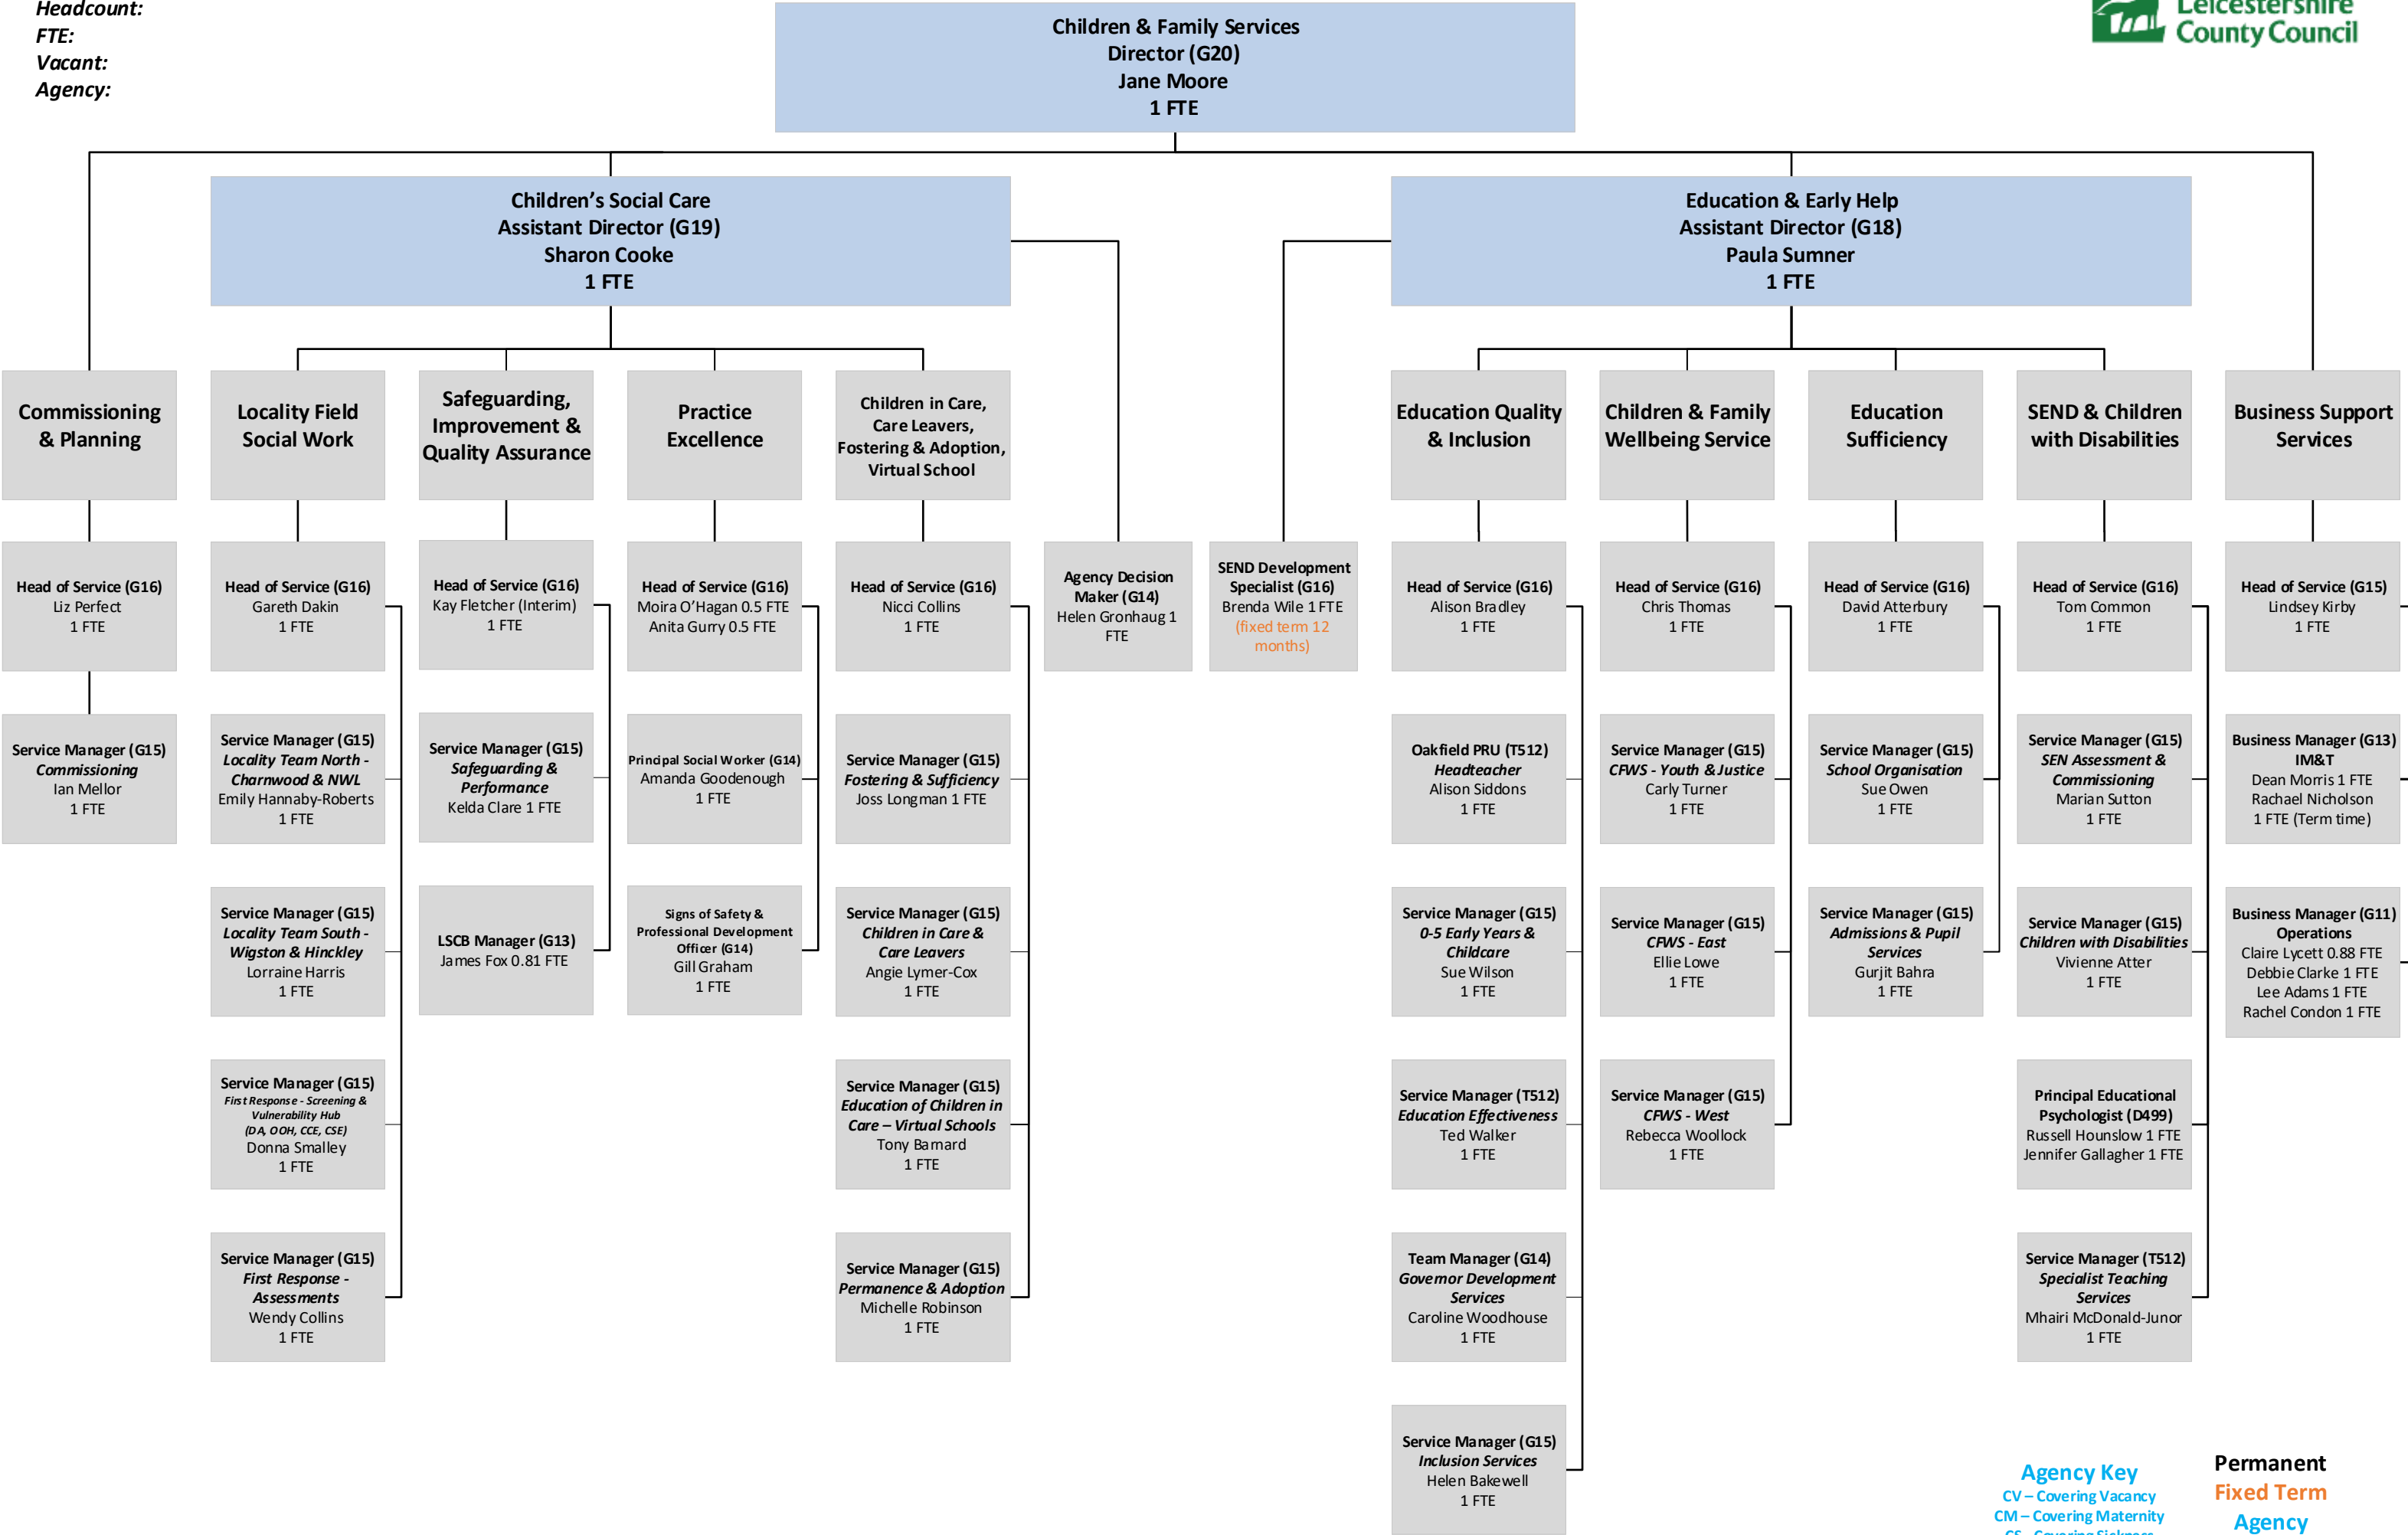 Headcount:
FTE:
Vacant:
Agency:
Children & Family Services
Director (G20)
Jane Moore
1 FTE
Leicestershire
County Council
Children's Social Care
Assistant Director (G19)
Sharon Cooke
1 FTE
Education & Early Help
Assistant Director (G18)
Paula Sumner
1 FTE
Commissioning
& Planning
Locality Field
Social Work
Safeguarding,
Improvement &
Quality Assurance
Practice
Excellence
Children in Care,
Care Leavers,
Fostering & Adoption,
Virtual School
Education Quality
& Inclusion
Children & Family
Wellbeing Service
Education
Sufficiency
SEND & Children
with Disabilities
Business Support
Services
Head of Service (G16)
Liz Perfect
1 FTE
Head of Service (G16)
Gareth Dakin
1 FTE
Head of Service (G16)
Kay Fletcher (Interim)
1 FTE
Head of Service (G16)
Moira O'Hagan 0.5 FTE
Anita Gurry 0.5 FTE
Head of Service (G16)
Nicci Collins
1 FTE
Agency Decision
Maker (G14)
Helen Gronhaug 1
FTE
SEND Development
Specialist (G16)
Brenda Wile 1 FTE
(fixed term 12
months)
Head of Service (G16)
Alison Bradley
1 FTE
Head of Service (G16)
Chris Thomas
1 FTE
Head of Service (G16)
David Atterbury
1 FTE
Head of Service (G16)
Tom Common
1 FTE
Head of Service (G15)
Lindsey Kirby
1 FTE
Service Manager (G15)
Commissioning
Ian Mellor
1 FTE
Service Manager (G15)
Locality Team North -
Charnwood & NWL
Emily Hannaby-Roberts
1 FTE
Service Manager (G15)
Safeguarding &
Performance
Kelda Clare 1 FTE
Principal Social Worker (G14)
Amanda Goodenough
1 FTE
Service Manager (G15)
Fostering & Sufficiency
Joss Longman 1 FTE
Oakfield PRU (T512)
Headteacher
Alison Siddons
1 FTE
Service Manager (G15)
CFWS - Youth & Justice
Carly Turner
1 FTE
Service Manager (G15)
School Organisation
Sue Owen
1 FTE
Service Manager (G15)
SEN Assessment &
Commissioning
Marian Sutton
1 FTE
Business Manager (G13)
IM&T
Dean Morris 1 FTE
Rachael Nicholson
1 FTE (Term time)
Service Manager (G15)
Locality Team South -
Wigston & Hinckley
Lorraine Harris
1 FTE
LSCB Manager (G13)
James Fox 0.81 FTE
Signs of Safety &
Professional Development
Officer (G14)
Gill Graham
1 FTE
Service Manager (G15)
Children in Care &
Care Leavers
Angie Lymer-Cox
1 FTE
Service Manager (G15)
0-5 Early Years &
Childcare
Sue Wilson
1 FTE
Service Manager (G15)
CFWS - East
Ellie Lowe
1 FTE
Service Manager (G15)
Admissions & Pupil
Services
Gurjit Bahra
1 FTE
Service Manager (G15)
Children with Disabilities
Vivienne Atter
1 FTE
Business Manager (G11)
Operations
Claire Lycett 0.88 FTE
Debbie Clarke 1 FTE
Lee Adams 1 FTE
Rachel Condon 1 FTE
Service Manager (G15)
First Response - Screening &
Vulnerability Hub
(DA, OOH, CCE, CSE)
Donna Smalley
1 FTE
Service Manager (G15)
Education of Children in
Care – Virtual Schools
Tony Barnard
1 FTE
Service Manager (T512)
Education Effectiveness
Ted Walker
1 FTE
Service Manager (G15)
CFWS - West
Rebecca Woollock
1 FTE
Principal Educational
Psychologist (D499)
Russell Hounslow 1 FTE
Jennifer Gallagher 1 FTE
Service Manager (G15)
First Response -
Assessments
Wendy Collins
1 FTE
Service Manager (G15)
Permanence & Adoption
Michelle Robinson
1 FTE
Team Manager (G14)
Governor Development
Services
Caroline Woodhouse
1 FTE
Service Manager (T512)
Specialist Teaching
Services
Mhairi McDonald-Junor
1 FTE
Service Manager (G15)
Inclusion Services
Helen Bakewell
1 FTE
Agency Key
CV – Covering Vacancy
CM – Covering Maternity
CS - Covering Sickness
Permanent
Fixed Term
Agency